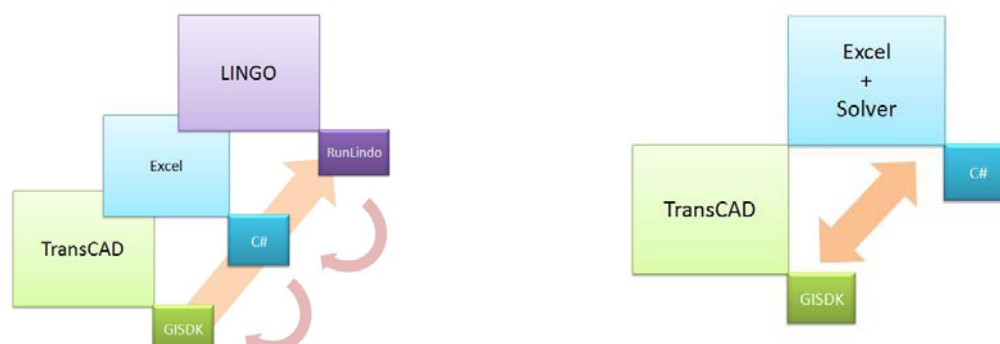 LINGO
RunLindo
Excel
C#
TransCAD
GISDK
Excel
+
Solver
C#
TransCAD
GISDK